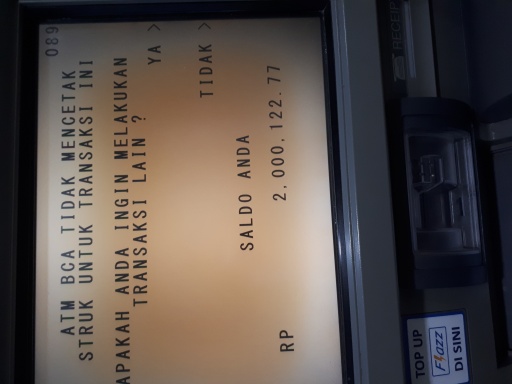 089
ATM BCA TIDAK MENCETAK
STRUK UNTUK TRANSAKSI INI
APAKAH ANDA INGIN MELAKUKAN
TRANSAKSI LAIN ?
YA >
TIDAK >
SALDO ANDA
RP 2,000,122.77
RECEIP
TOP UP
Flazz
DI SINI